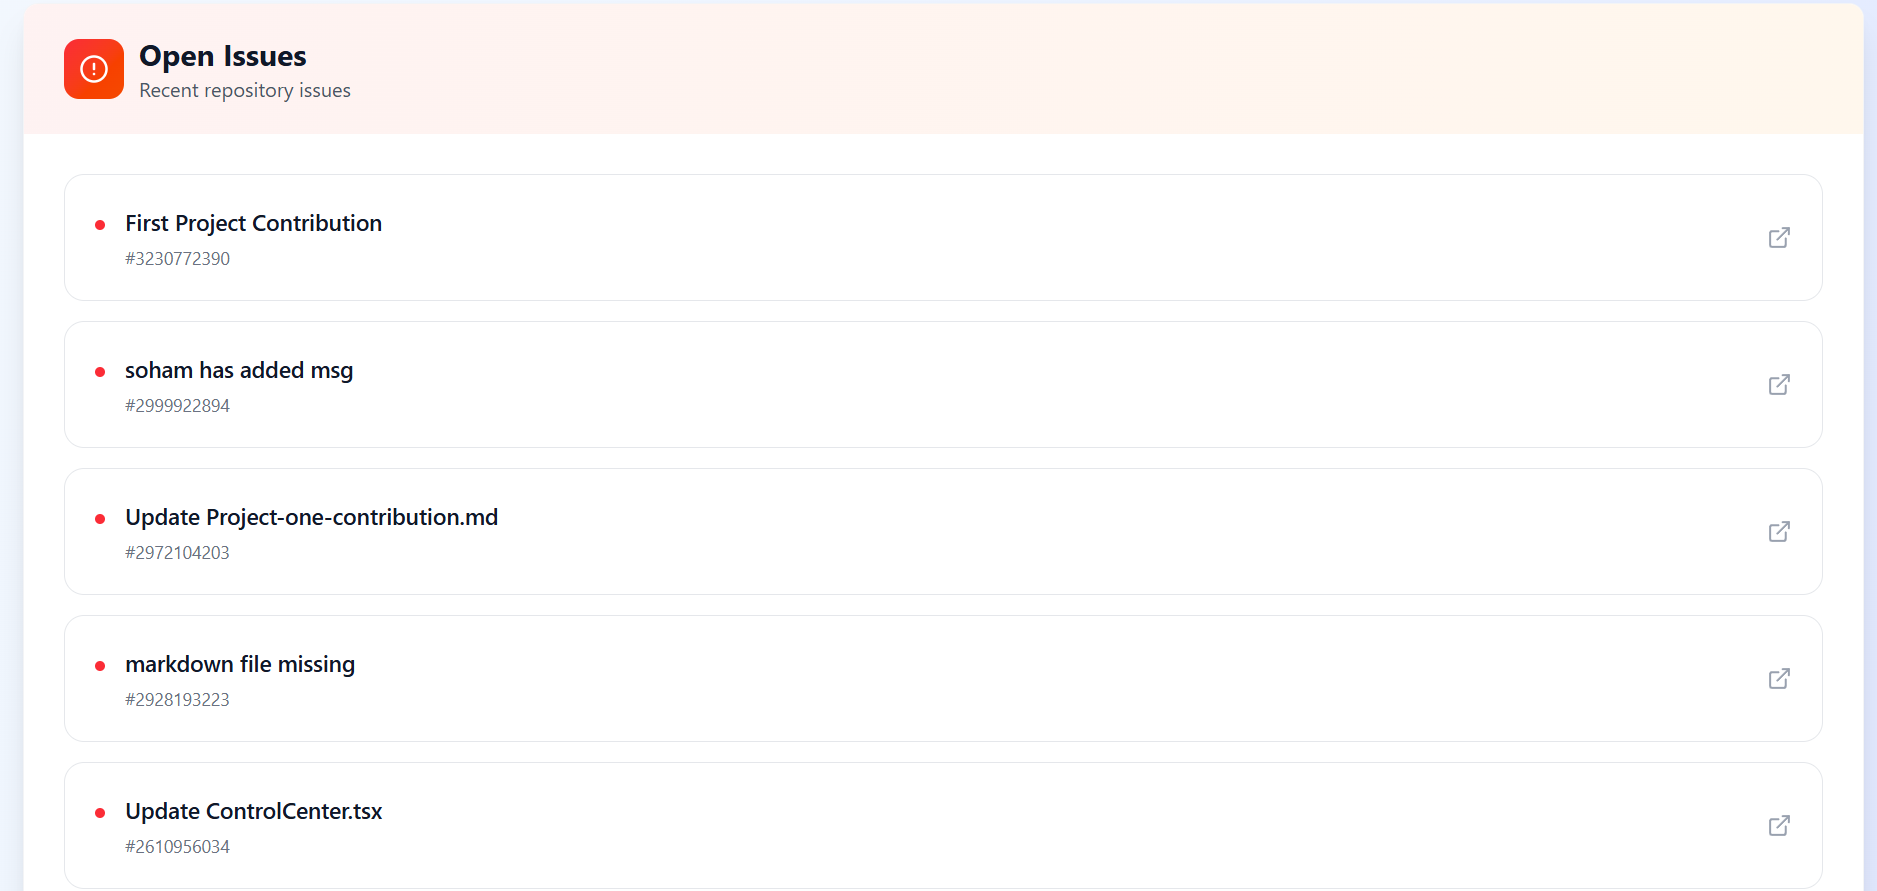 Open Issues
Recent repository issues
First Project Contribution
#3230772390
soham has added msg
#2999922894
Update Project-one-contribution.md
#2972104203
markdown file missing
#2928193223
Update ControlCenter.tsx
#2610956034